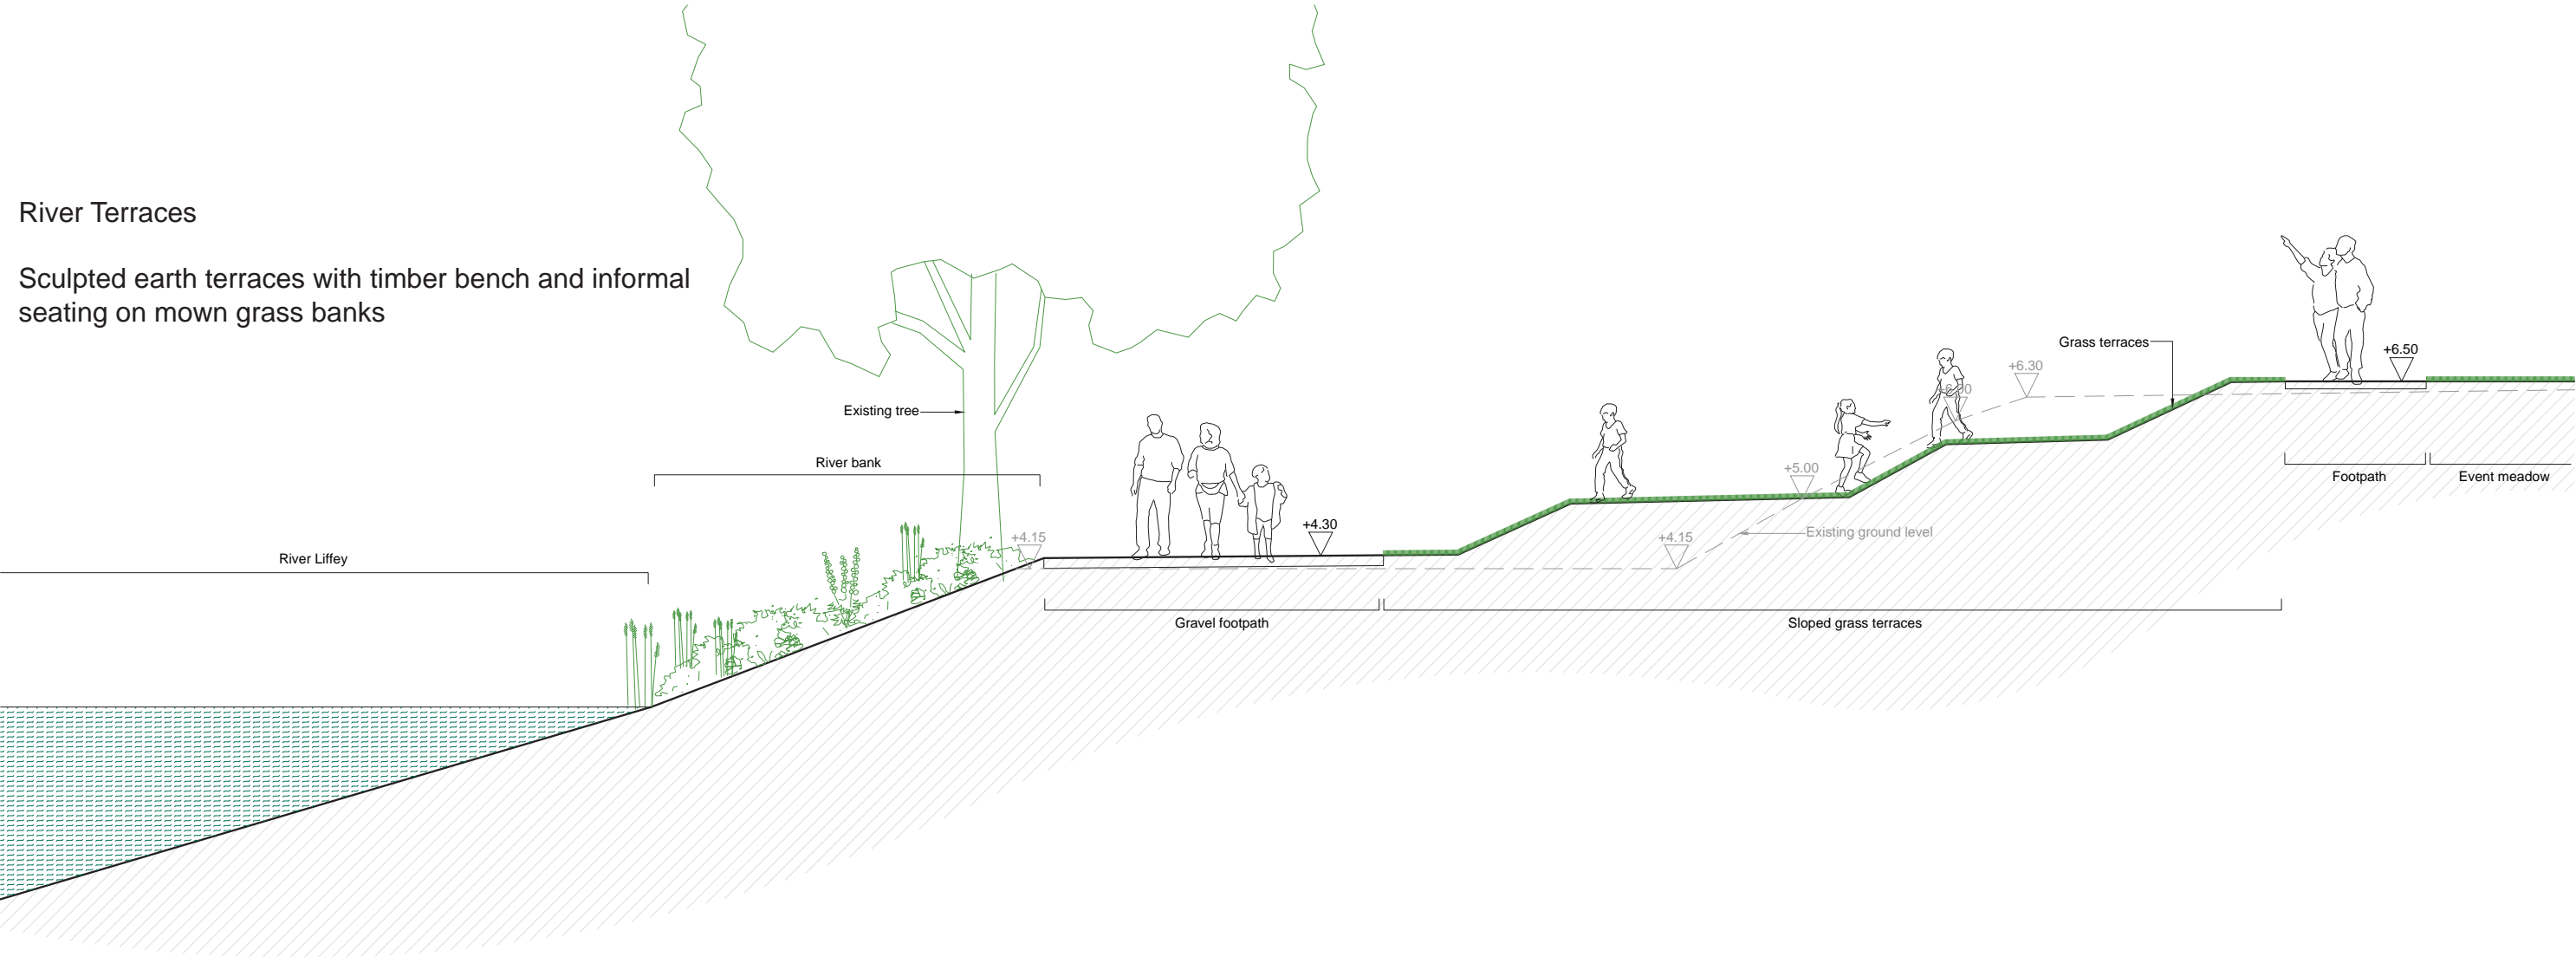 River Terraces
Sculpted earth terraces with timber bench and informal
seating on mown grass banks
Grass terraces
+6.50
+6.30
+6.00
Existing tree
River bank
+5.00
Footpath
Event meadow
+4.30
+4.15
+4.15
Existing ground level
River Liffey
Gravel footpath
Sloped grass terraces